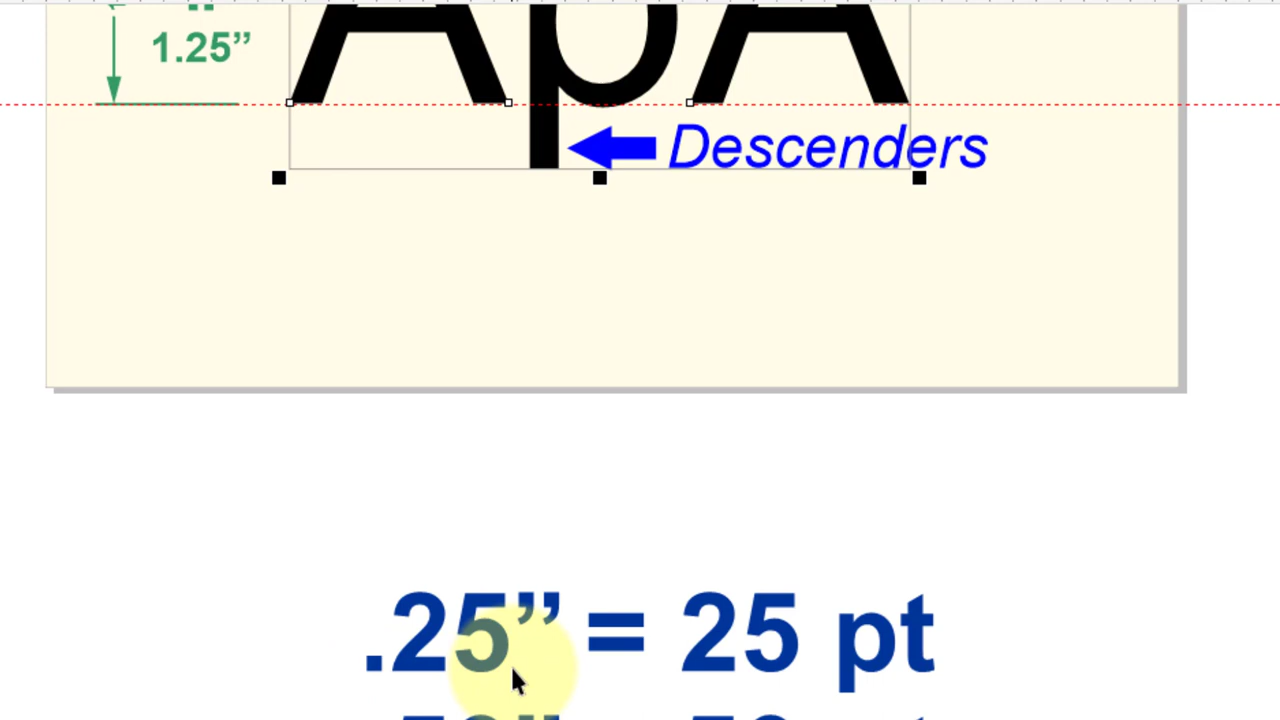 1.25”
ApA
Descenders
.25” = 25 pt